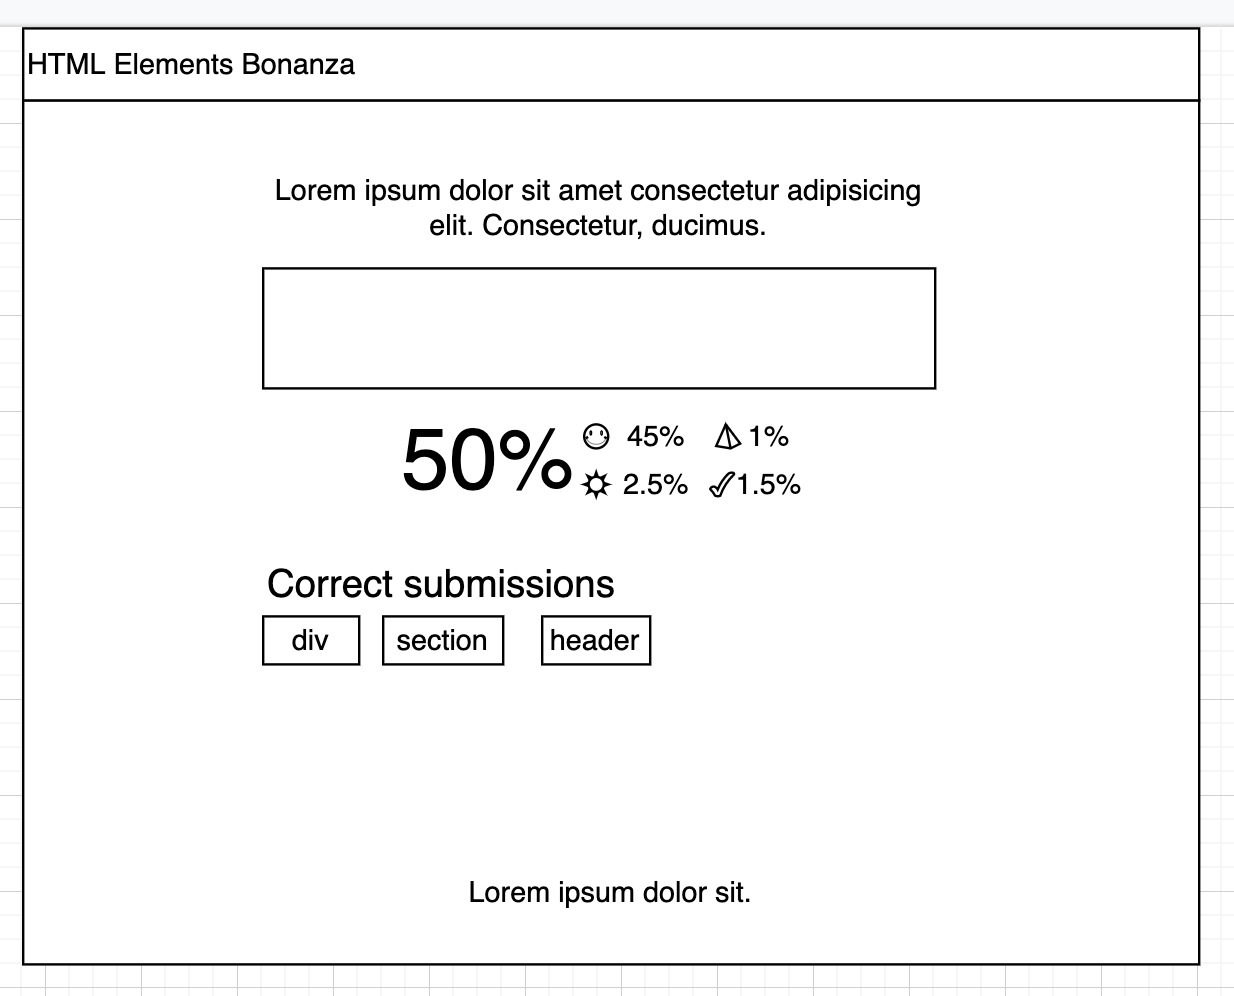 HTML Elements Bonanza
Lorem ipsum dolor sit amet consectetur adipisicing
elit. Consectetur, ducimus.
50%
45% 1%
2.5% 1.5%
Correct submissions
div section header
Lorem ipsum dolor sit.